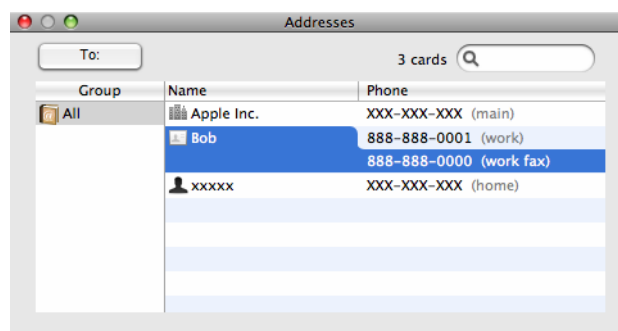 Addresses
To:
3 cards
Group Name Phone
All Apple Inc. XXX-XXX-XXX (main)
Bob 888-888-0001 (work)
888-888-0000 (work fax)
xxxxx XXX-XXX-XXX (home)